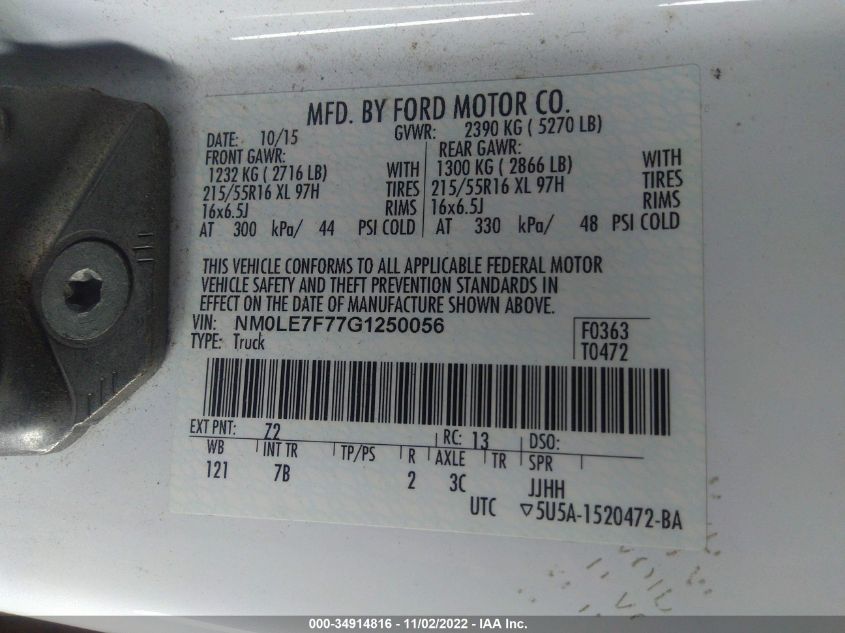 MFD. BY FORD MOTOR CO.
DATE: 10/15 GVWR: 2390 KG ( 5270 LB)
FRONT GAWR: REAR GAWR:
1232 KG ( 2716 LB) WITH 1300 KG ( 2866 LB) WITH
215/55R16 XL 97H TIRES 215/55R16 XL 97H TIRES
16x6.5J RIMS 16x6.5J RIMS
AT 300 kPa/ 44 PSI COLD AT 330 kPa/ 48 PSI COLD
THIS VEHICLE CONFORMS TO ALL APPLICABLE FEDERAL MOTOR
VEHICLE SAFETY AND THEFT PREVENTION STANDARDS IN
EFFECT ON THE DATE OF MANUFACTURE SHOWN ABOVE.
VIN: NM0LE7F77G1250056 F0363
TYPE: Truck T0472
EXT PNT: 72 RC: 13 DSO:
WB INT TR TP/PS R AXLE TR SPR
121 7B 2 3C JJHH
UTC ▽5U5A-1520472-BA
000-34914816 - 11/02/2022 - IAA Inc.